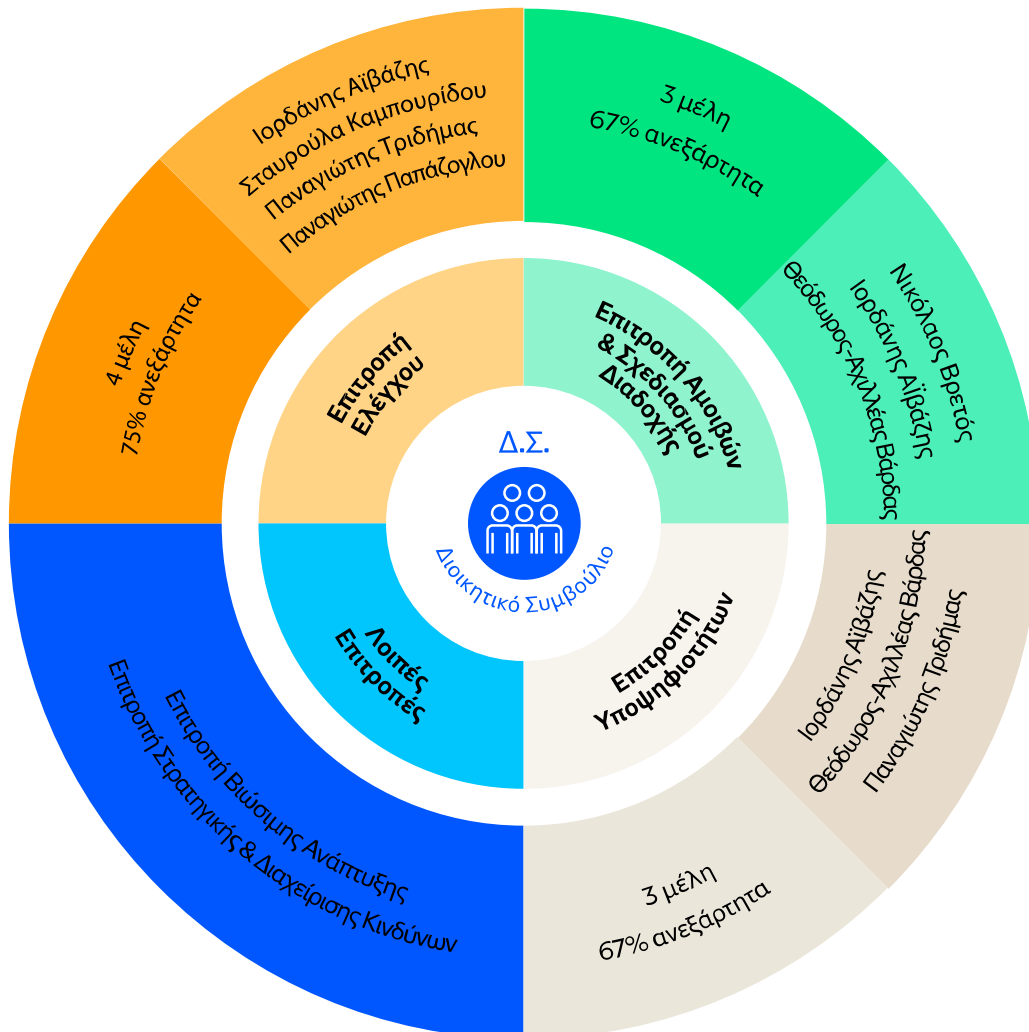 Δ.Σ.
Διοικητικό Συμβούλιο
Επιτροπή
Ελέγχου
4 μέλη
75% ανεξάρτητα
Ιορδάνης Αϊβάζης
Σταυρούλα Καμπουρίδου
Παναγιώτης Τριδήμας
Παναγιώτης Παπάζογλου
Επιτροπή Αμοιβών
& Σχεδιασμού
Διαδοχής
3 μέλη
67% ανεξάρτητα
Νικόλαος Βρετός
Ιορδάνης Αϊβάζης
Θεόδωρος-Αχιλλέας Βάρδας
Επιτροπή
Υποψηφιοτήτων
Ιορδάνης Αϊβάζης
Θεόδωρος-Αχιλλέας Βάρδας
Παναγιώτης Τριδήμας
3 μέλη
67% ανεξάρτητα
Λοιπές
Επιτροπές
Επιτροπή Βιώσιμης Ανάπτυξης
Επιτροπή Στρατηγικής & Διαχείρισης Κινδύνων